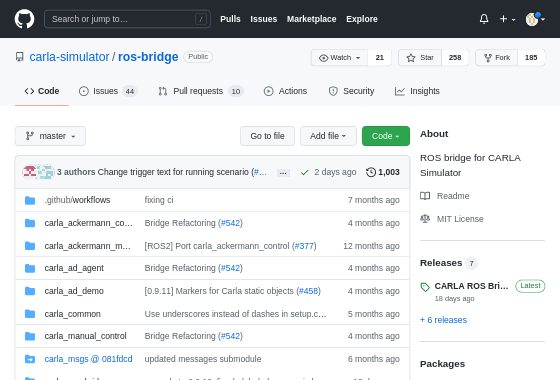 Search or jump to… / Pulls Issues Marketplace Explore
carla-simulator / ros-bridge Public Watch 21 Star 258 Fork 185
Code Issues 44 Pull requests 10 Actions Security Insights
master Go to file Add file Code
3 authors Change trigger text for running scenario (#… ... 2 days ago 1,003
.github/workflows fixing ci 7 months ago
carla_ackermann_co… Bridge Refactoring (#542) 4 months ago
carla_ackermann_m… [ROS2] Port carla_ackermann_control (#377) 12 months ago
carla_ad_agent Bridge Refactoring (#542) 4 months ago
carla_ad_demo [0.9.11] Markers for Carla static objects (#458) 4 months ago
carla_common Use underscores instead of dashes in setup.c… 5 months ago
carla_manual_control Bridge Refactoring (#542) 4 months ago
carla_msgs @ 081fdcd updated messages submodule 6 months ago
About
ROS bridge for CARLA
Simulator
Readme
MIT License
Releases 7
CARLA ROS Bri… Latest
18 days ago
+ 6 releases
Packages